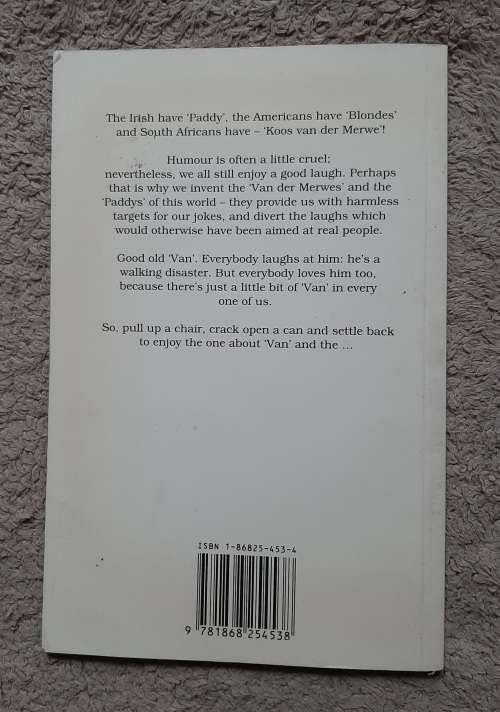 The Irish have ‘Paddy’, the Americans have ‘Blondes’
and South Africans have – ‘Koos van der Merwe’!
Humour is often a little cruel;
nevertheless, we all still enjoy a good laugh. Perhaps
that is why we invent the ‘Van der Merwes’ and the
‘Paddys’ of this world – they provide us with harmless
targets for our jokes, and divert the laughs which
would otherwise have been aimed at real people.
Good old ‘Van’. Everybody laughs at him: he’s a
walking disaster. But everybody loves him too,
because there’s just a little bit of ‘Van’ in every
one of us.
So, pull up a chair, crack open a can and settle back
to enjoy the one about ‘Van’ and the ...
ISBN 1-86825-453-4
9 781868 254538